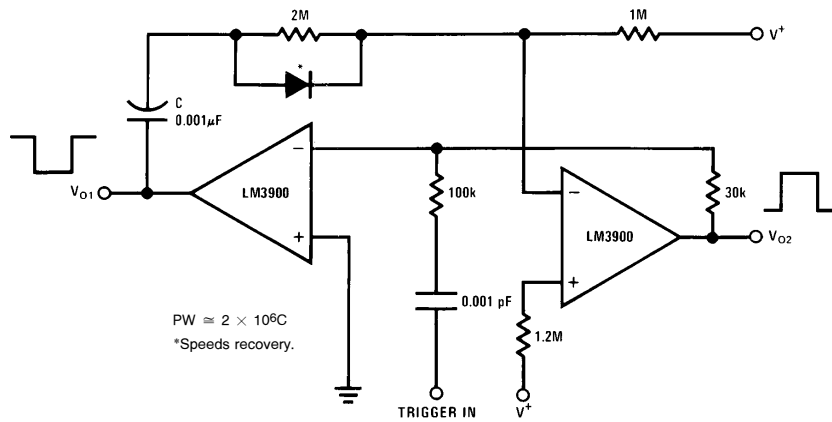 2M
1M
V+
*
C
0.001μF
−
LM3900
+
VO1
100k
−
LM3900
+
30k
VO2
0.001 pF
1.2M
PW ≅ 2 × 10⁶C
*Speeds recovery.
TRIGGER IN
V+